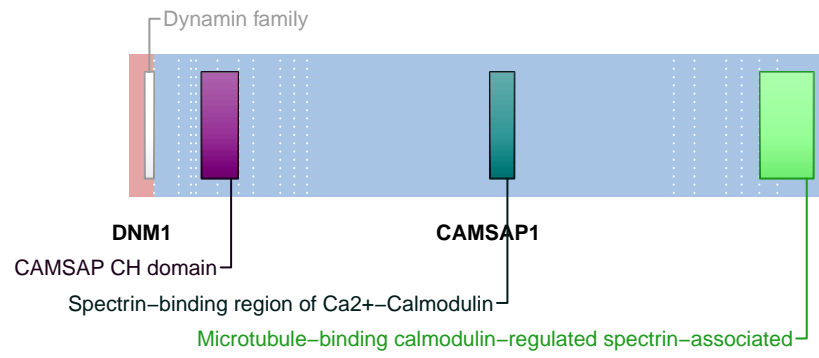 Dynamin family
DNM1
CAMSAP1
CAMSAP CH domain
Spectrin−binding region of Ca2+−Calmodulin
Microtubule−binding calmodulin−regulated spectrin−associated